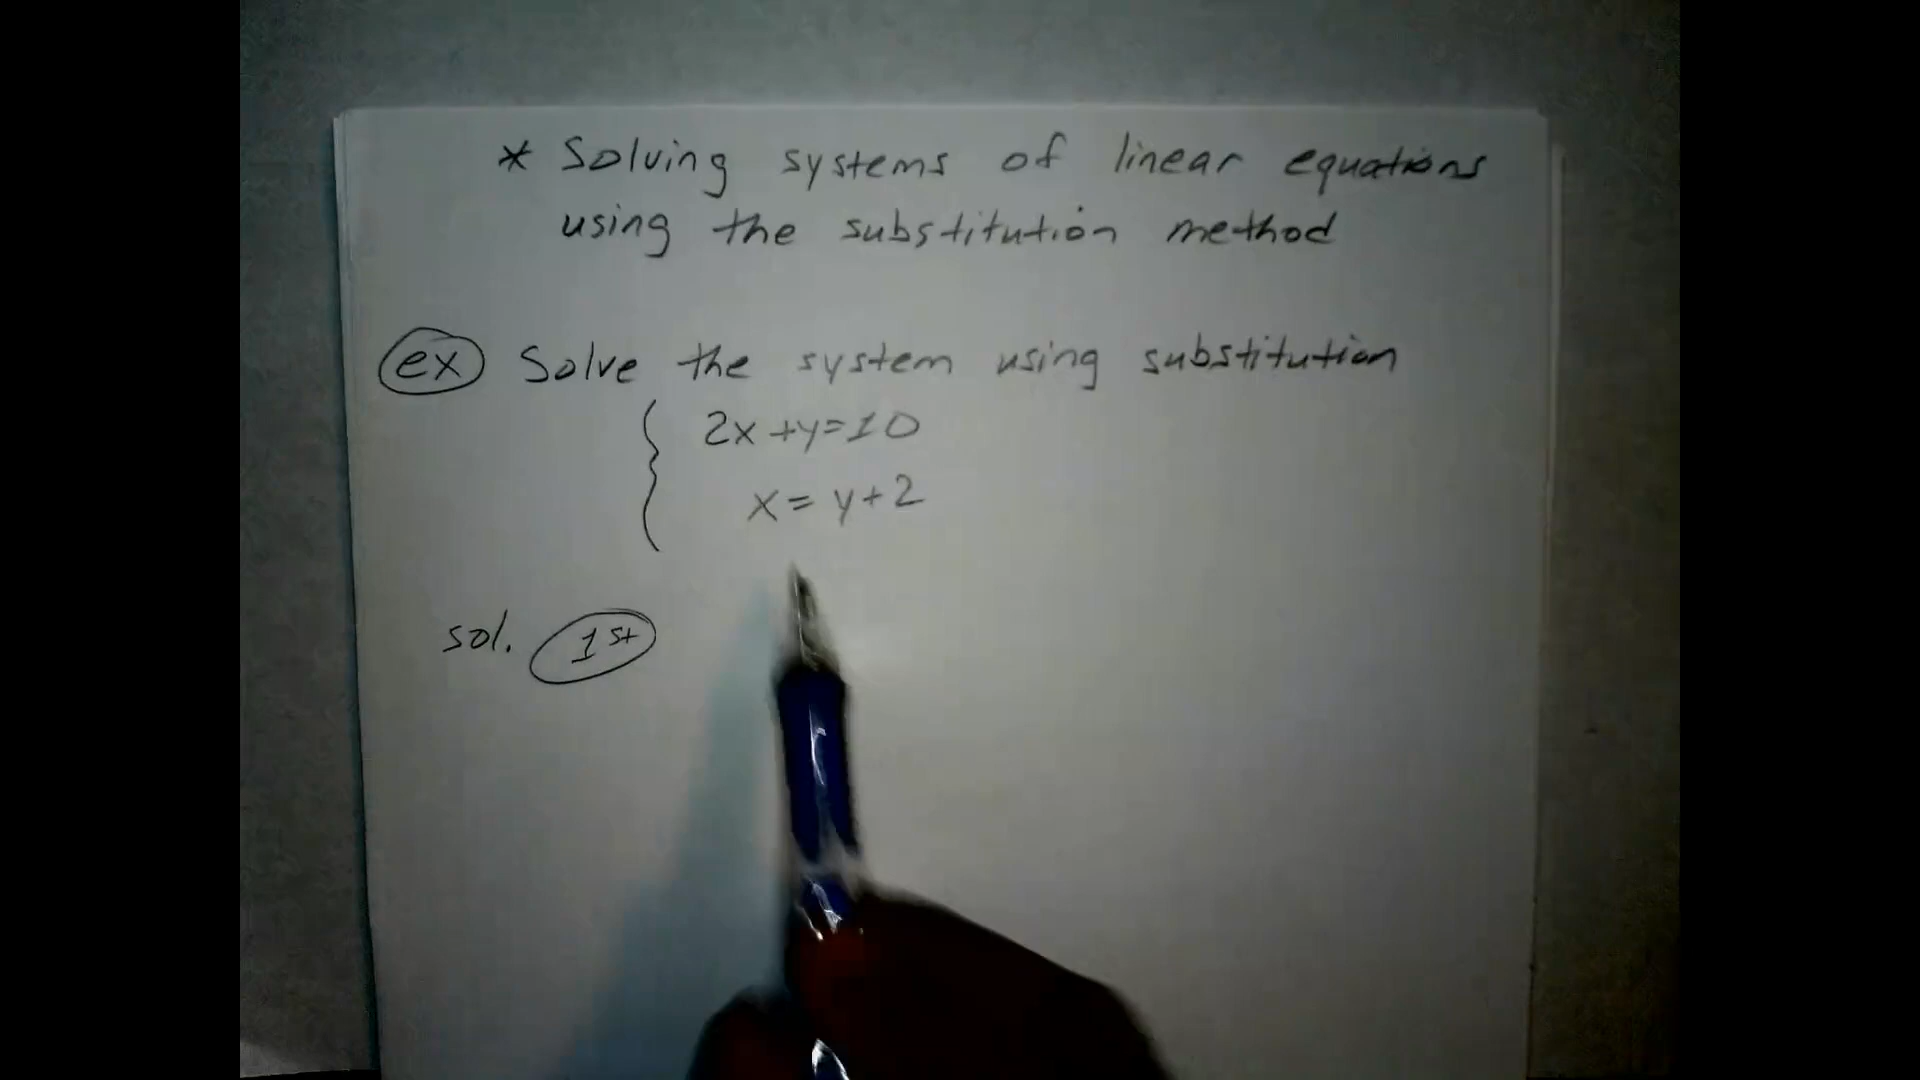 * Solving systems of linear equations
using the substitution method
ex Solve the system using substitution
2x+y=10
x=y+2
sol. 1st